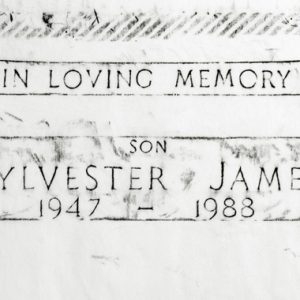 IN LOVING MEMORY
SON
YLVESTER JAME
1947 – 1988